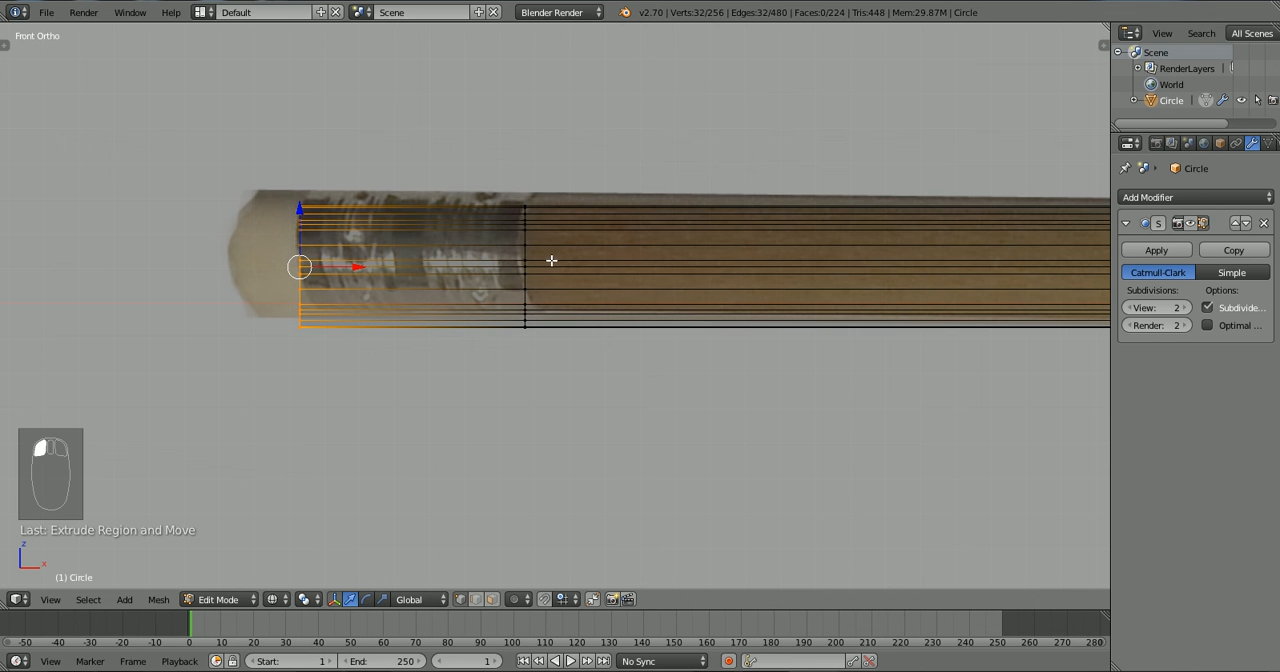 File Render Window Help Default Scene Blender Render v2.70 | Verts:32/256 | Edges:32/480 | Faces:0/224 | Tris:448 | Mem:29.87M | Circle
Front Ortho
View Search All Scenes
Scene
RenderLayers
World
Circle
Circle
Add Modifier
S
Apply Copy
Catmull-Clark Simple
Subdivisions: Options:
View: 2 Subdivide...
Render: 2 Optimal ...
Last: Extrude Region and Move
z
x
(1) Circle
View Select Add Mesh Edit Mode Global
-50 -40 -30 -20 -10 0 10 20 30 40 50 60 70 80 90 100 110 120 130 140 150 160 170 180 190 200 210 220 230 240 250 260 270 280
View Marker Frame Playback Start: 1 End: 250 1 No Sync